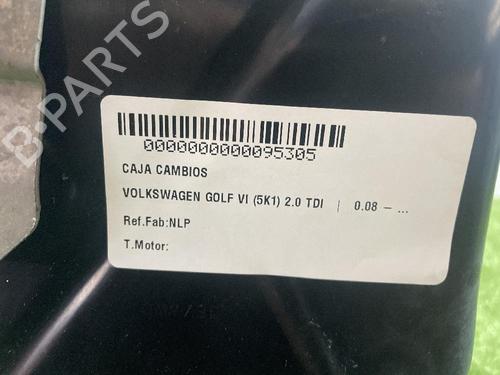 B-PARTS
0000000000095305
CAJA CAMBIOS
VOLKSWAGEN GOLF VI (5K1) 2.0 TDI | 0.08 – ...
Ref.Fab:NLP
T.Motor: